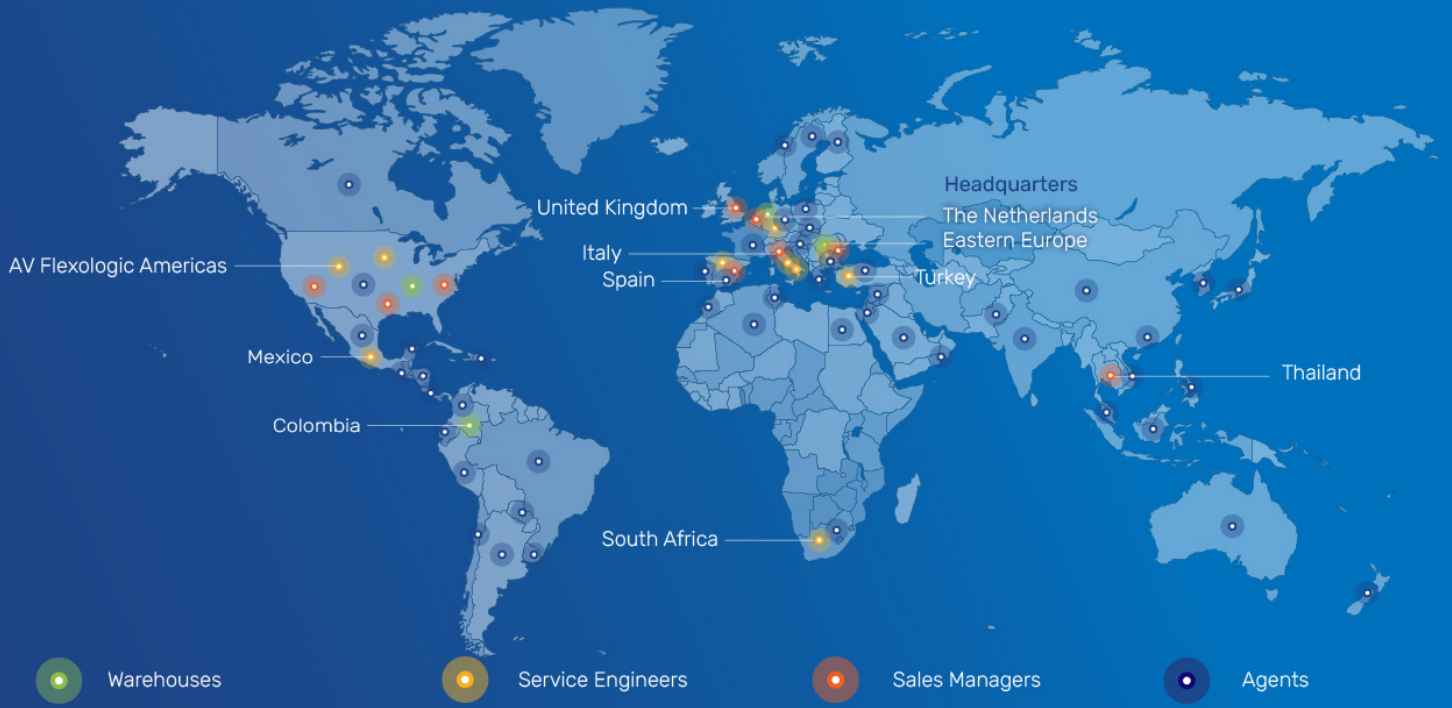 Headquarters
United Kingdom
The Netherlands
Eastern Europe
Italy
AV Flexologic Americas
Spain
Turkey
Mexico
Thailand
Colombia
South Africa
Warehouses
Service Engineers
Sales Managers
Agents